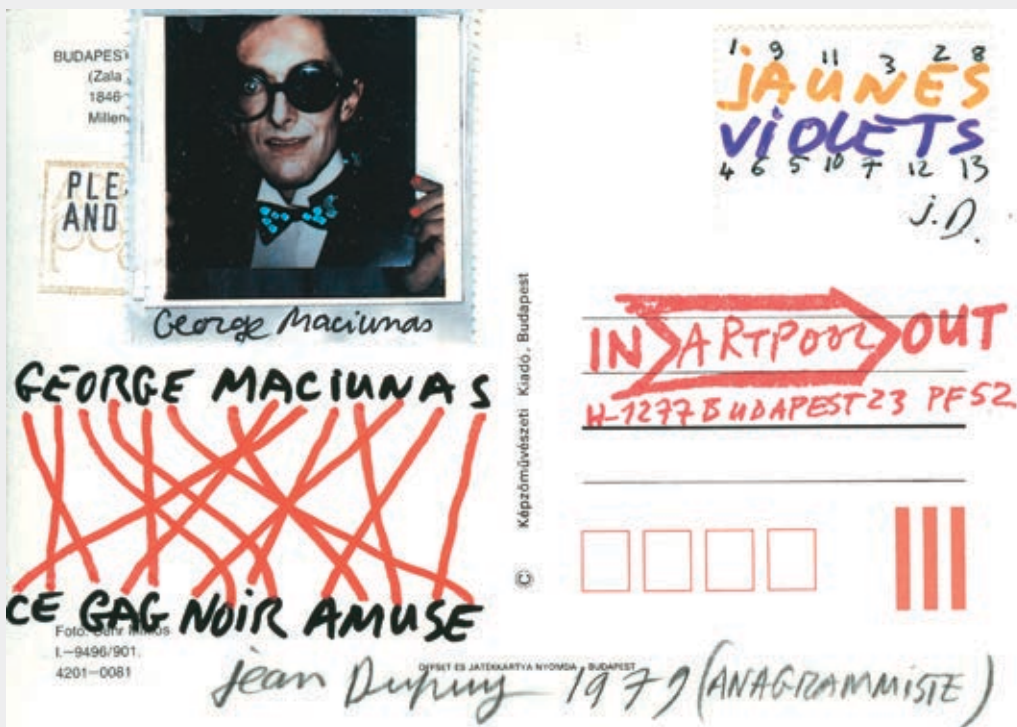 BUDAPEST
(Zala
1846
Millen
PLE
AND
George Maciunas
GEORGE MACIUNAS
CE GAG NOIR AMUSE
Foto:
I.–9496/901.
4201–0081
OFFSET ÉS JÁTÉKKÁRTYA NYOMDA - BUDAPEST
jean Dupuy 1979 (ANAGRAMMISTE)
© Képzőművészeti Kiadó, Budapest
1 9 11 3 2 8
JAUNES
VIOLETS
4 6 5 10 7 12 13
J.D.
IN ARTPOOL OUT
H-1277 BUDAPEST 23 PF 52